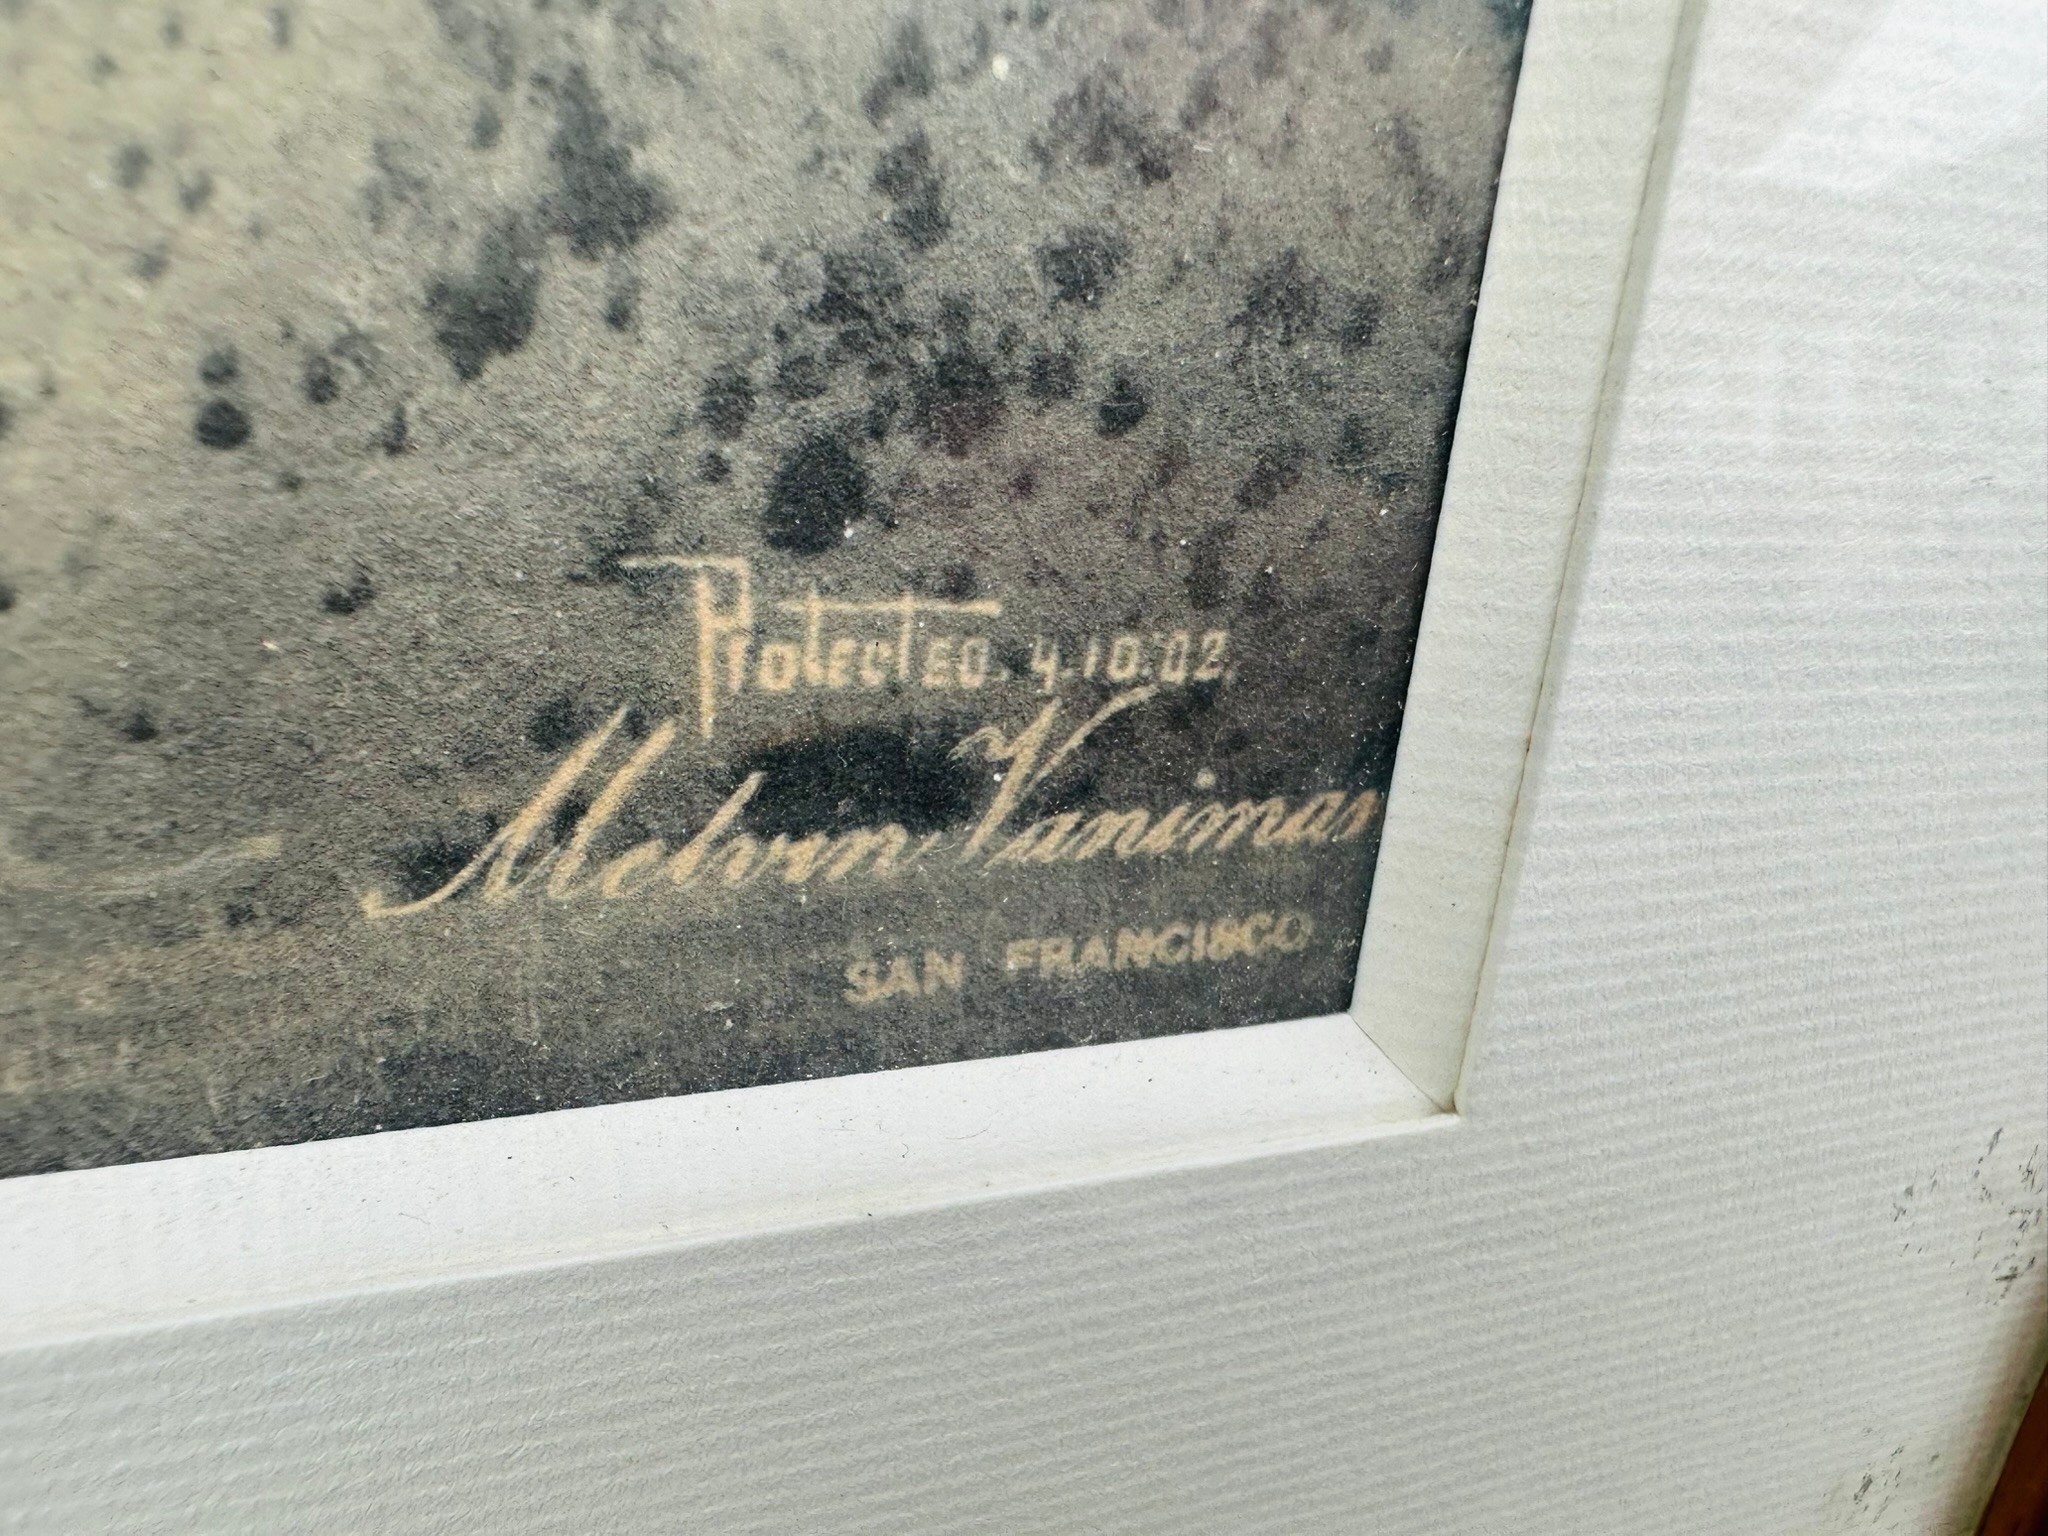 Protected. 4.10.02.
Melvin Vaniman
SAN FRANCISCO